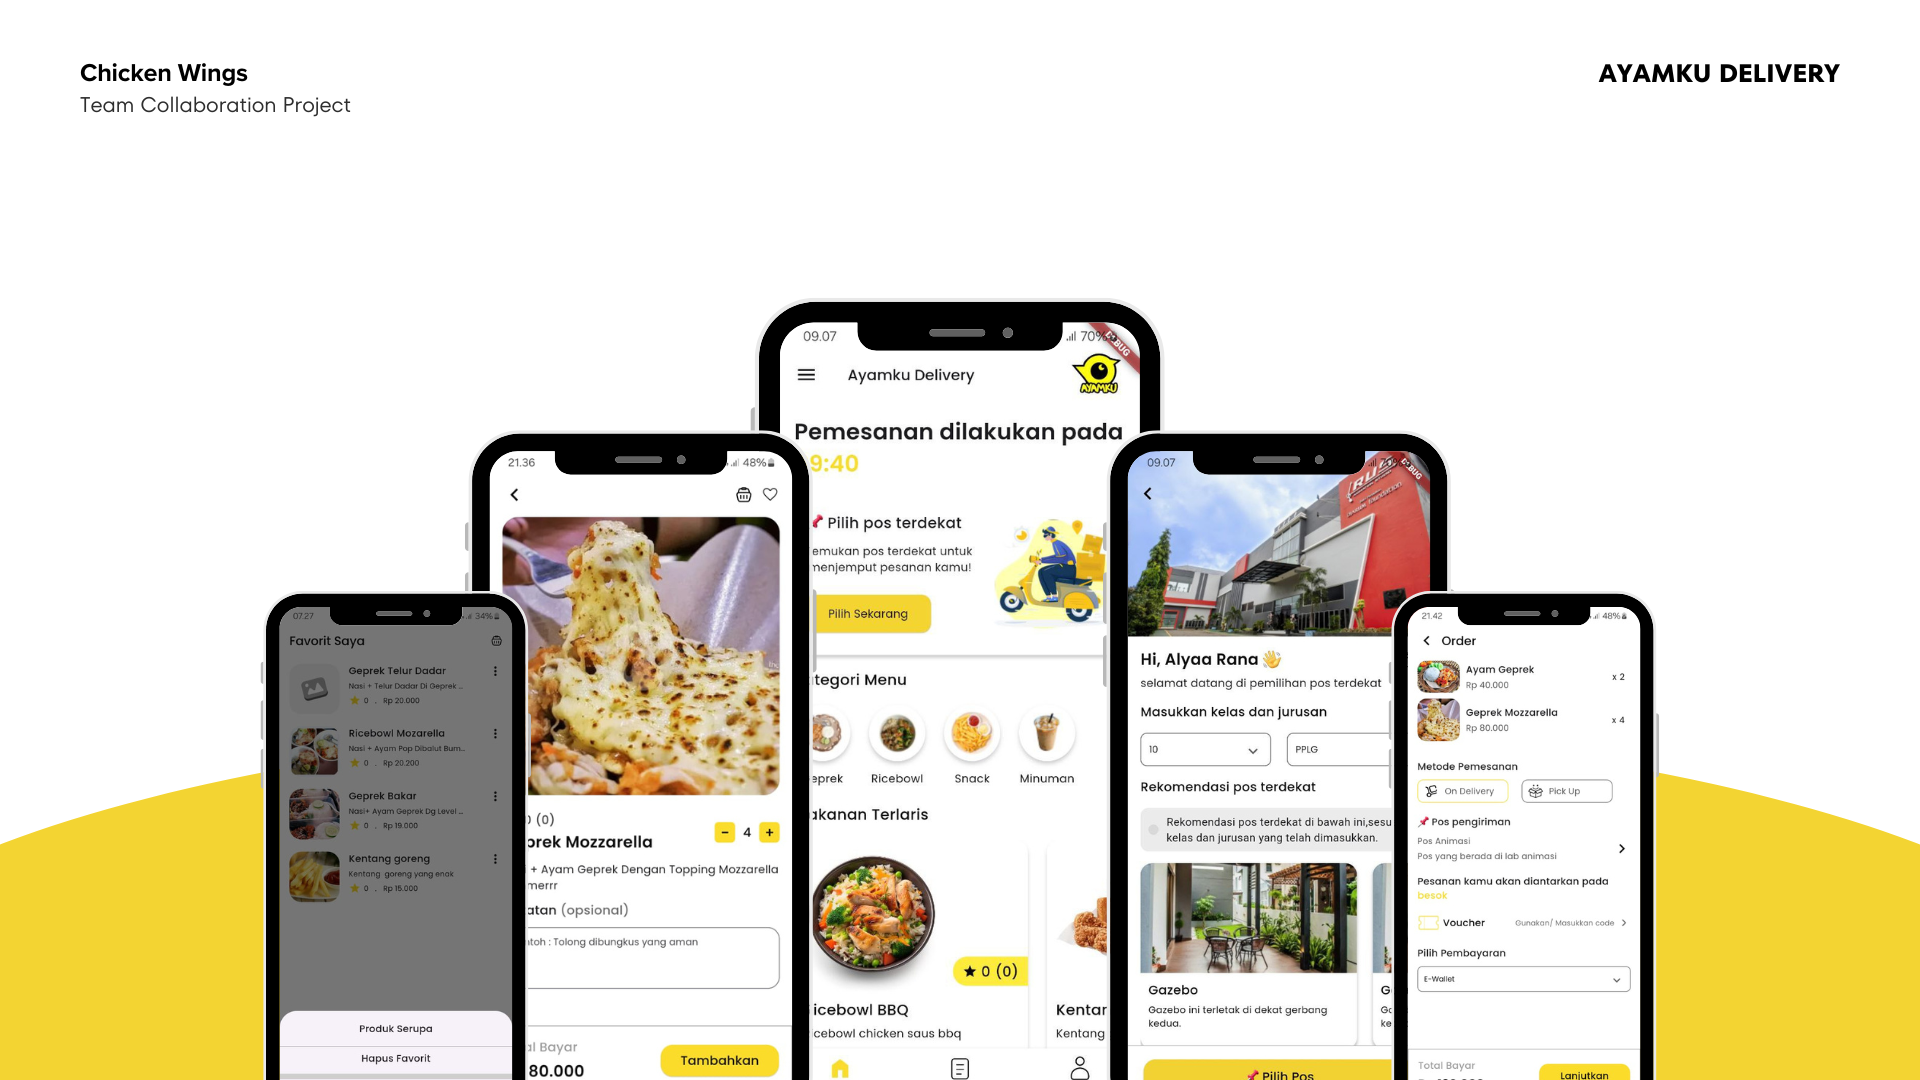 Chicken Wings
Team Collaboration Project
AYAMKU DELIVERY
07.27
34%
Favorit Saya
Geprek Telur Dadar
Nasi + Telur Dadar Di Geprek ...
0 . Rp 20.000
Ricebowl Mozarella
Nasi + Ayam Pop Dibalut Bum...
0 . Rp 20.200
Geprek Bakar
Nasi+ Ayam Geprek Dg Level ...
0 . Rp 19.000
Kentang goreng
Kentang goreng yang enak
0 . Rp 15.000
Produk Serupa
Hapus Favorit
21.36
48%
(0)
prek Mozzarella
- 4 +
+ Ayam Geprek Dengan Topping Mozzarella
merrr
atan (opsional)
ntoh : Tolong dibungkus yang aman
al Bayar
80.000
Tambahkan
09.07
70%
Ayamku Delivery
AYAMKU
Pemesanan dilakukan pada
9:40
Pilih pos terdekat
emukan pos terdekat untuk
menjemput pesanan kamu!
Pilih Sekarang
tegori Menu
eprek
Ricebowl
Snack
Minuman
akanan Terlaris
0 (0)
icebowl BBQ
cebowl chicken saus bbq
Kentar
Kentang
09.07
Hi, Alyaa Rana 👋
selamat datang di pemilihan pos terdekat
Masukkan kelas dan jurusan
10
PPLG
Rekomendasi pos terdekat
Rekomendasi pos terdekat di bawah ini,sesu
kelas dan jurusan yang telah dimasukkan.
Gazebo
Gazebo ini terletak di dekat gerbang
kedua.
G
Gc
ke
Pilih Pos
21.42
48%
Order
Ayam Geprek
Rp 40.000
x 2
Geprek Mozzarella
Rp 80.000
x 4
Metode Pemesanan
On Delivery
Pick Up
Pos pengiriman
Pos Animasi
Pos yang berada di lab animasi
Pesanan kamu akan diantarkan pada
besok
Voucher
Gunakan/ Masukkan code
Pilih Pembayaran
E-Wallet
Total Bayar
Lanjutkan